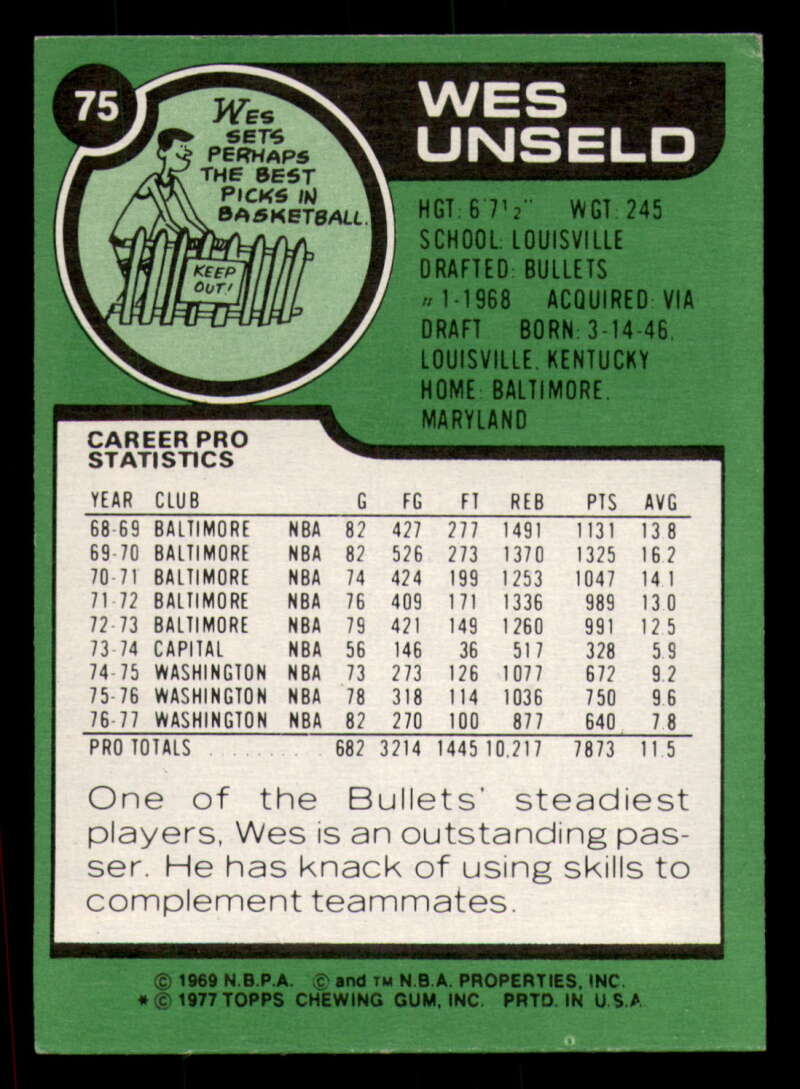 75
WES
SETS
PERHAPS
THE BEST
PICKS IN
BASKETBALL.
KEEP
OUT!
WES
UNSELD
HGT: 6'7½" WGT: 245
SCHOOL: LOUISVILLE
DRAFTED: BULLETS
#1-1968 ACQUIRED: VIA
DRAFT BORN: 3-14-46,
LOUISVILLE, KENTUCKY
HOME: BALTIMORE,
MARYLAND
CAREER PRO
STATISTICS
YEAR CLUB G FG FT REB PTS AVG
68-69 BALTIMORE NBA 82 427 277 1491 1131 13.8
69-70 BALTIMORE NBA 82 526 273 1370 1325 16.2
70-71 BALTIMORE NBA 74 424 199 1253 1047 14.1
71-72 BALTIMORE NBA 76 409 171 1336 989 13.0
72-73 BALTIMORE NBA 79 421 149 1260 991 12.5
73-74 CAPITAL NBA 56 146 36 517 328 5.9
74-75 WASHINGTON NBA 73 273 126 1077 672 9.2
75-76 WASHINGTON NBA 78 318 114 1036 750 9.6
76-77 WASHINGTON NBA 82 270 100 877 640 7.8
PRO TOTALS .......... 682 3214 1445 10,217 7873 11.5
One of the Bullets' steadiest
players, Wes is an outstanding pas-
ser. He has knack of using skills to
complement teammates.
© 1969 N.B.P.A. © and TM N.B.A. PROPERTIES, INC.
* © 1977 TOPPS CHEWING GUM, INC. PRTD. IN U.S.A.